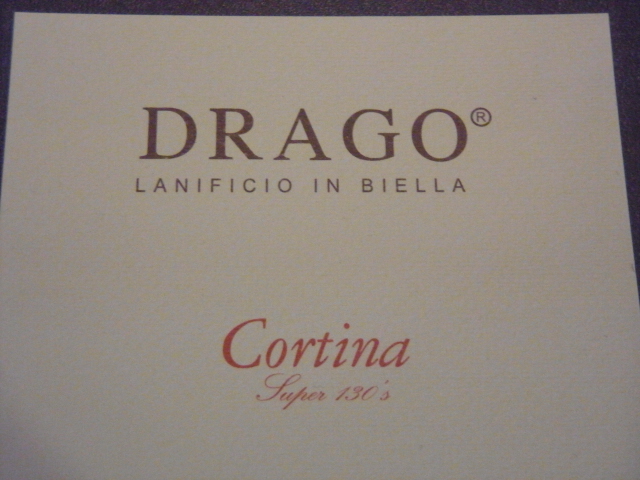 DRAGO®
LANIFICIO IN BIELLA
Cortina
Super 130's